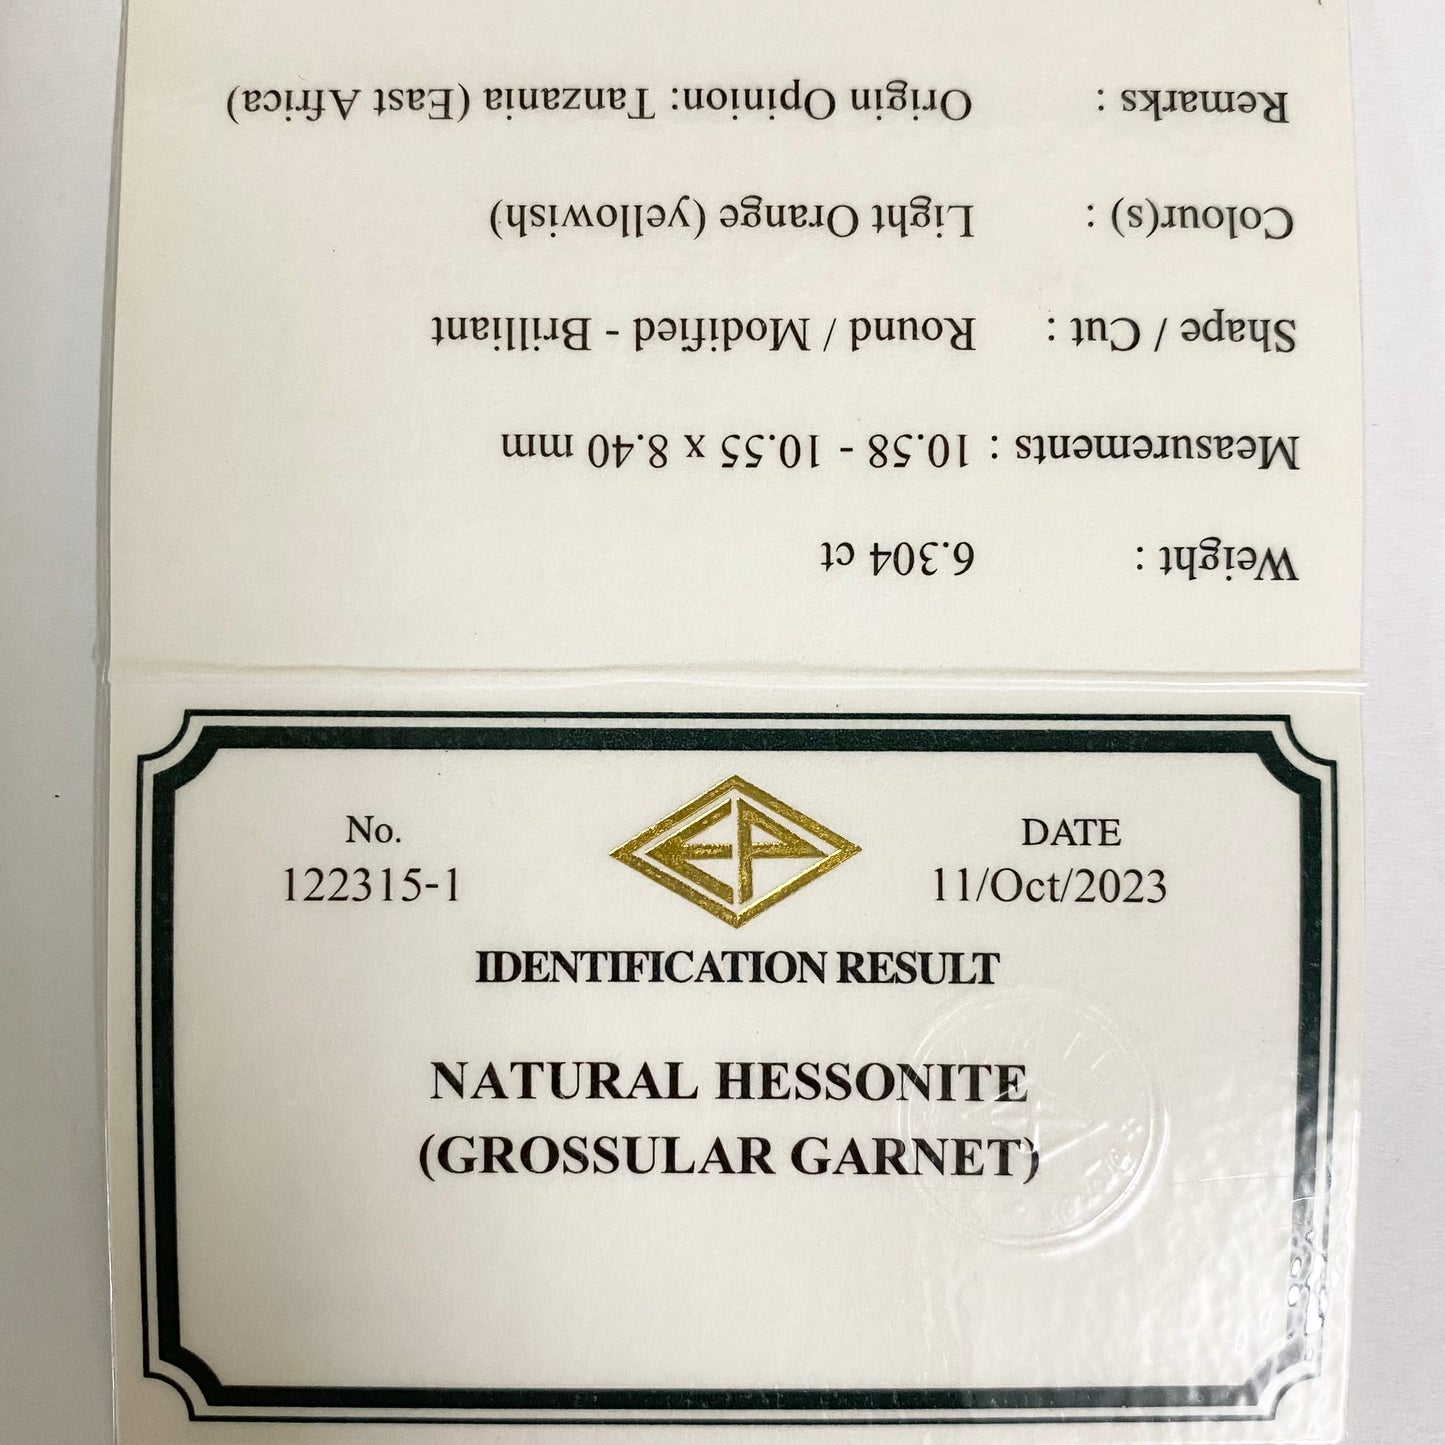 Weight : 6.304 ct
Measurements : 10.58 - 10.55 x 8.40 mm
Shape / Cut : Round / Modified - Brilliant
Colour(s) : Light Orange (yellowish)
Remarks : Origin Opinion: Tanzania (East Africa)
No.
122315-1
EP
DATE
11/Oct/2023
IDENTIFICATION RESULT
NATURAL HESSONITE
(GROSSULAR GARNET)